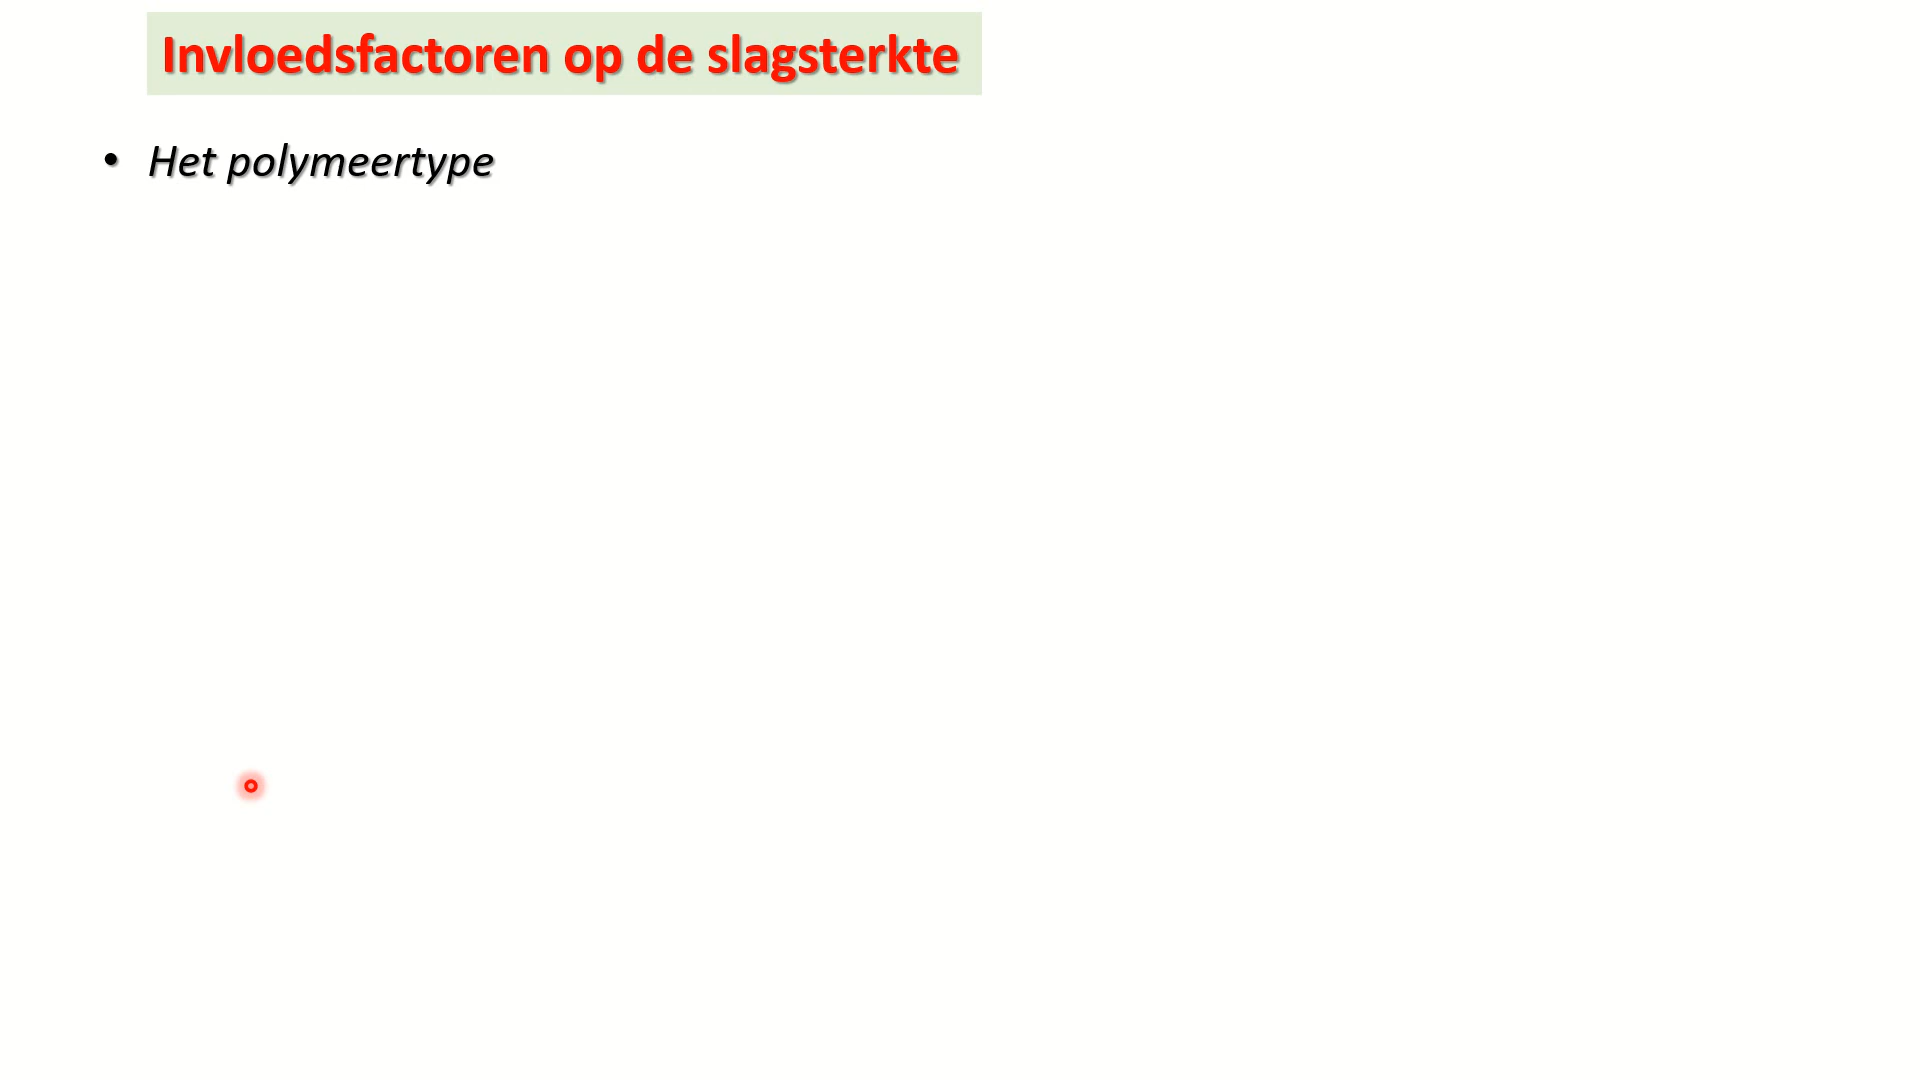 Invloedsfactoren op de slagsterkte
• Het polymeertype